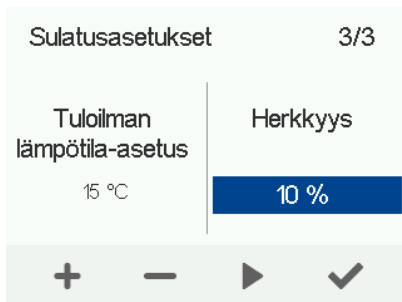 Sulatusasetukset 3/3
Tuloilman
lämpötila-asetus
15 °C
Herkkyys
10 %